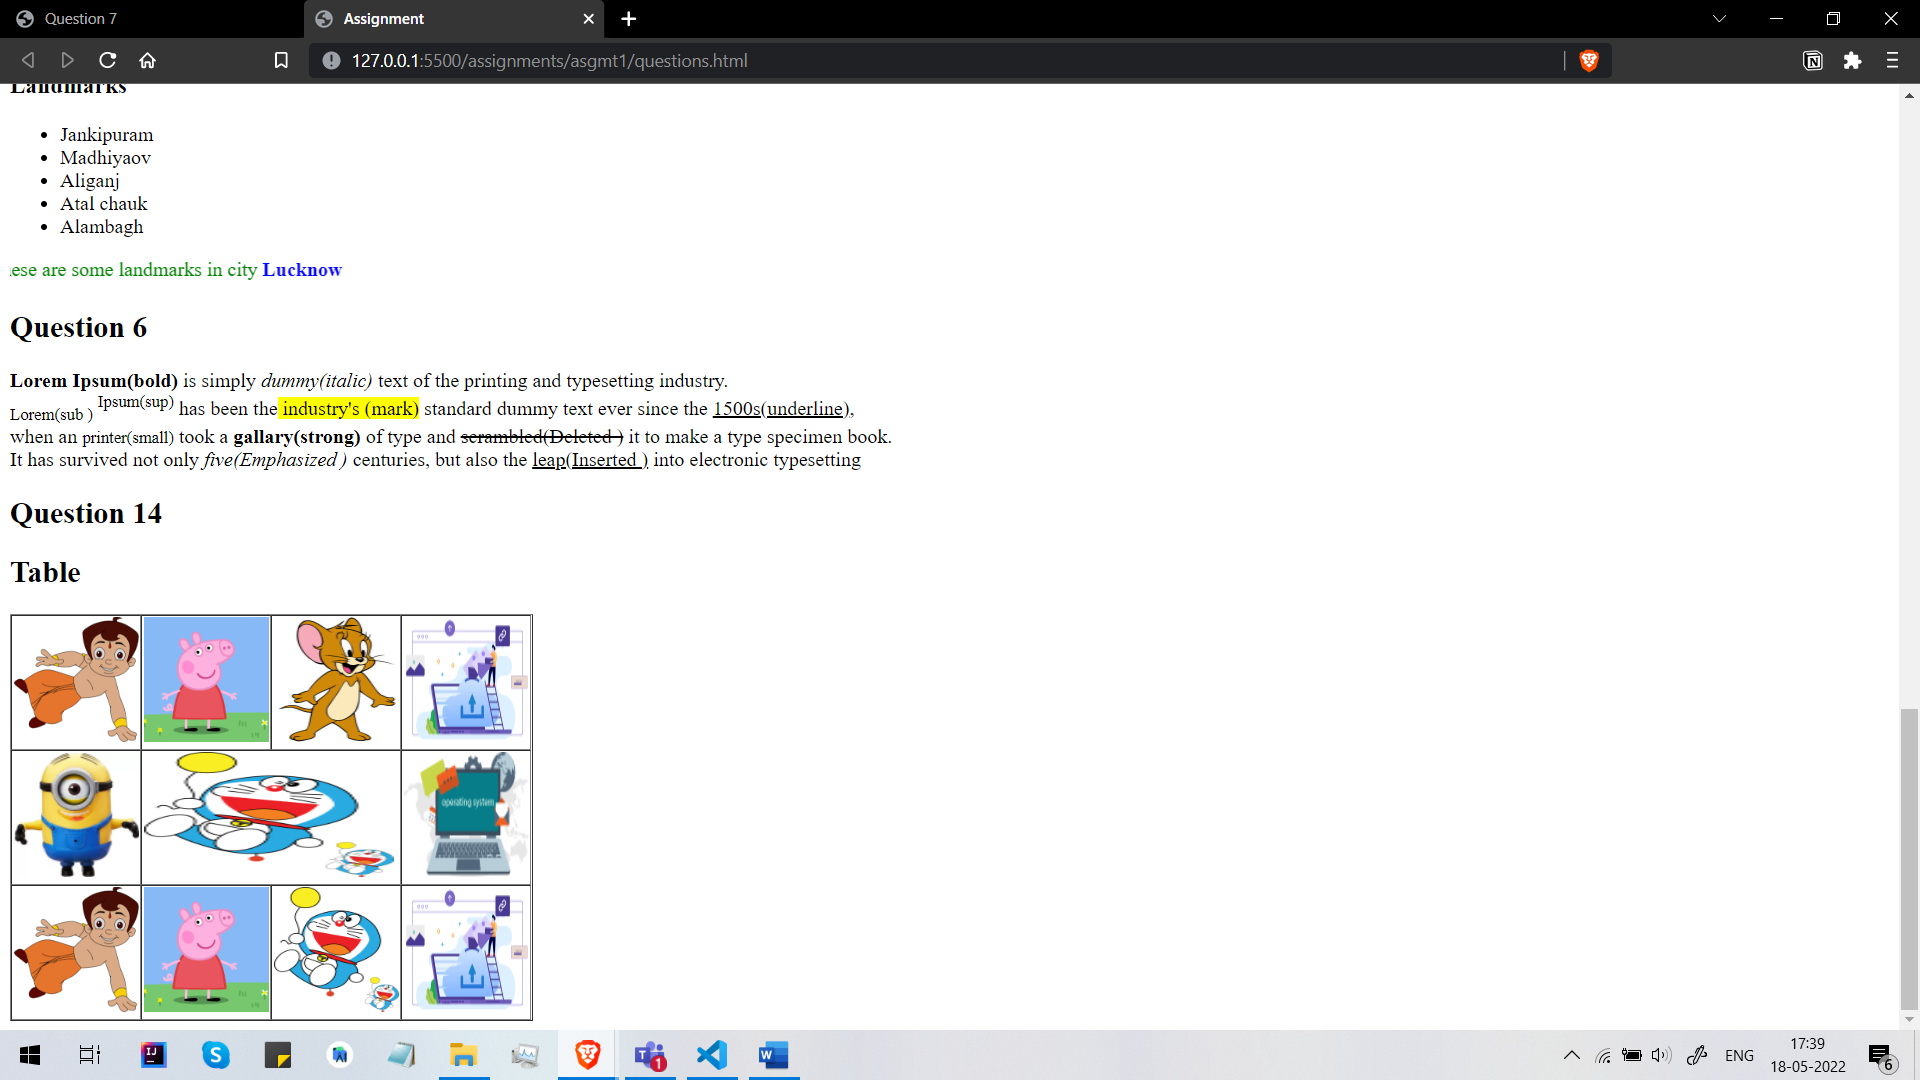 Question 7
Assignment
127.0.0.1:5500/assignments/asgmt1/questions.html
Landmarks
Jankipuram
Madhiyaov
Aliganj
Atal chauk
Alambagh
ese are some landmarks in city Lucknow
Question 6
Lorem Ipsum(bold) is simply dummy(italic) text of the printing and typesetting industry.
Lorem(sub ) Ipsum(sup) has been the industry's (mark) standard dummy text ever since the 1500s(underline),
when an printer(small) took a gallary(strong) of type and scrambled(Deleted ) it to make a type specimen book.
It has survived not only five(Emphasized ) centuries, but also the leap(Inserted ) into electronic typesetting
Question 14
Table
operating system
ENG
17:39
18-05-2022
6
1